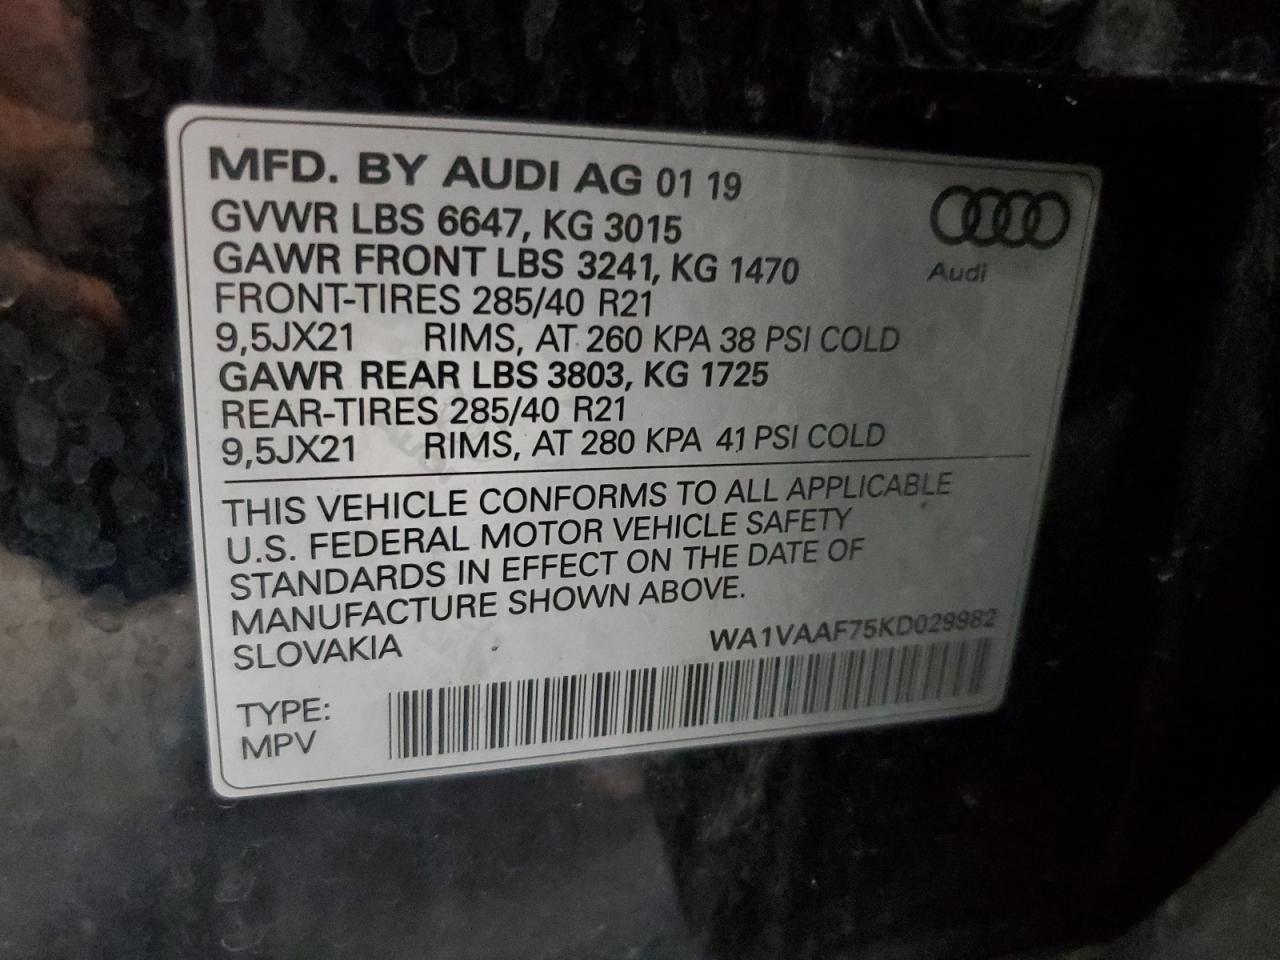 MFD. BY AUDI AG 01 19
GVWR LBS 6647, KG 3015
GAWR FRONT LBS 3241, KG 1470
FRONT-TIRES 285/40 R21
9,5JX21 RIMS, AT 260 KPA 38 PSI COLD
GAWR REAR LBS 3803, KG 1725
REAR-TIRES 285/40 R21
9,5JX21 RIMS, AT 280 KPA 41 PSI COLD
Audi
THIS VEHICLE CONFORMS TO ALL APPLICABLE
U.S. FEDERAL MOTOR VEHICLE SAFETY
STANDARDS IN EFFECT ON THE DATE OF
MANUFACTURE SHOWN ABOVE.
SLOVAKIA WA1VAAF75KD029982
TYPE:
MPV